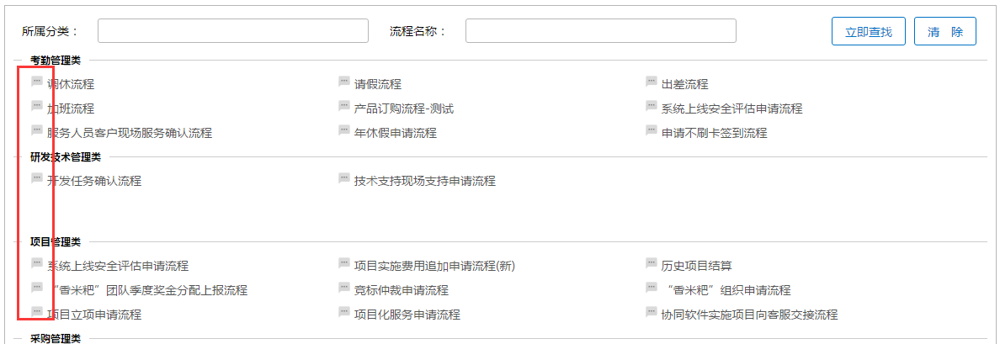 所属分类： 流程名称： 立即查找 清 除
考勤管理类
调休流程 请假流程 出差流程
加班流程 产品订购流程-测试 系统上线安全评估申请流程
服务人员客户现场服务确认流程 年休假申请流程 申请不刷卡签到流程
研发技术管理类
开发任务确认流程 技术支持现场支持申请流程
项目管理类
系统上线安全评估申请流程 项目实施费用追加申请流程(新) 历史项目结算
“香米粑”团队季度奖金分配上报流程 竞标仲裁申请流程 “香米粑”组织申请流程
项目立项申请流程 项目化服务申请流程 协同软件实施项目向客服交接流程
采购管理类